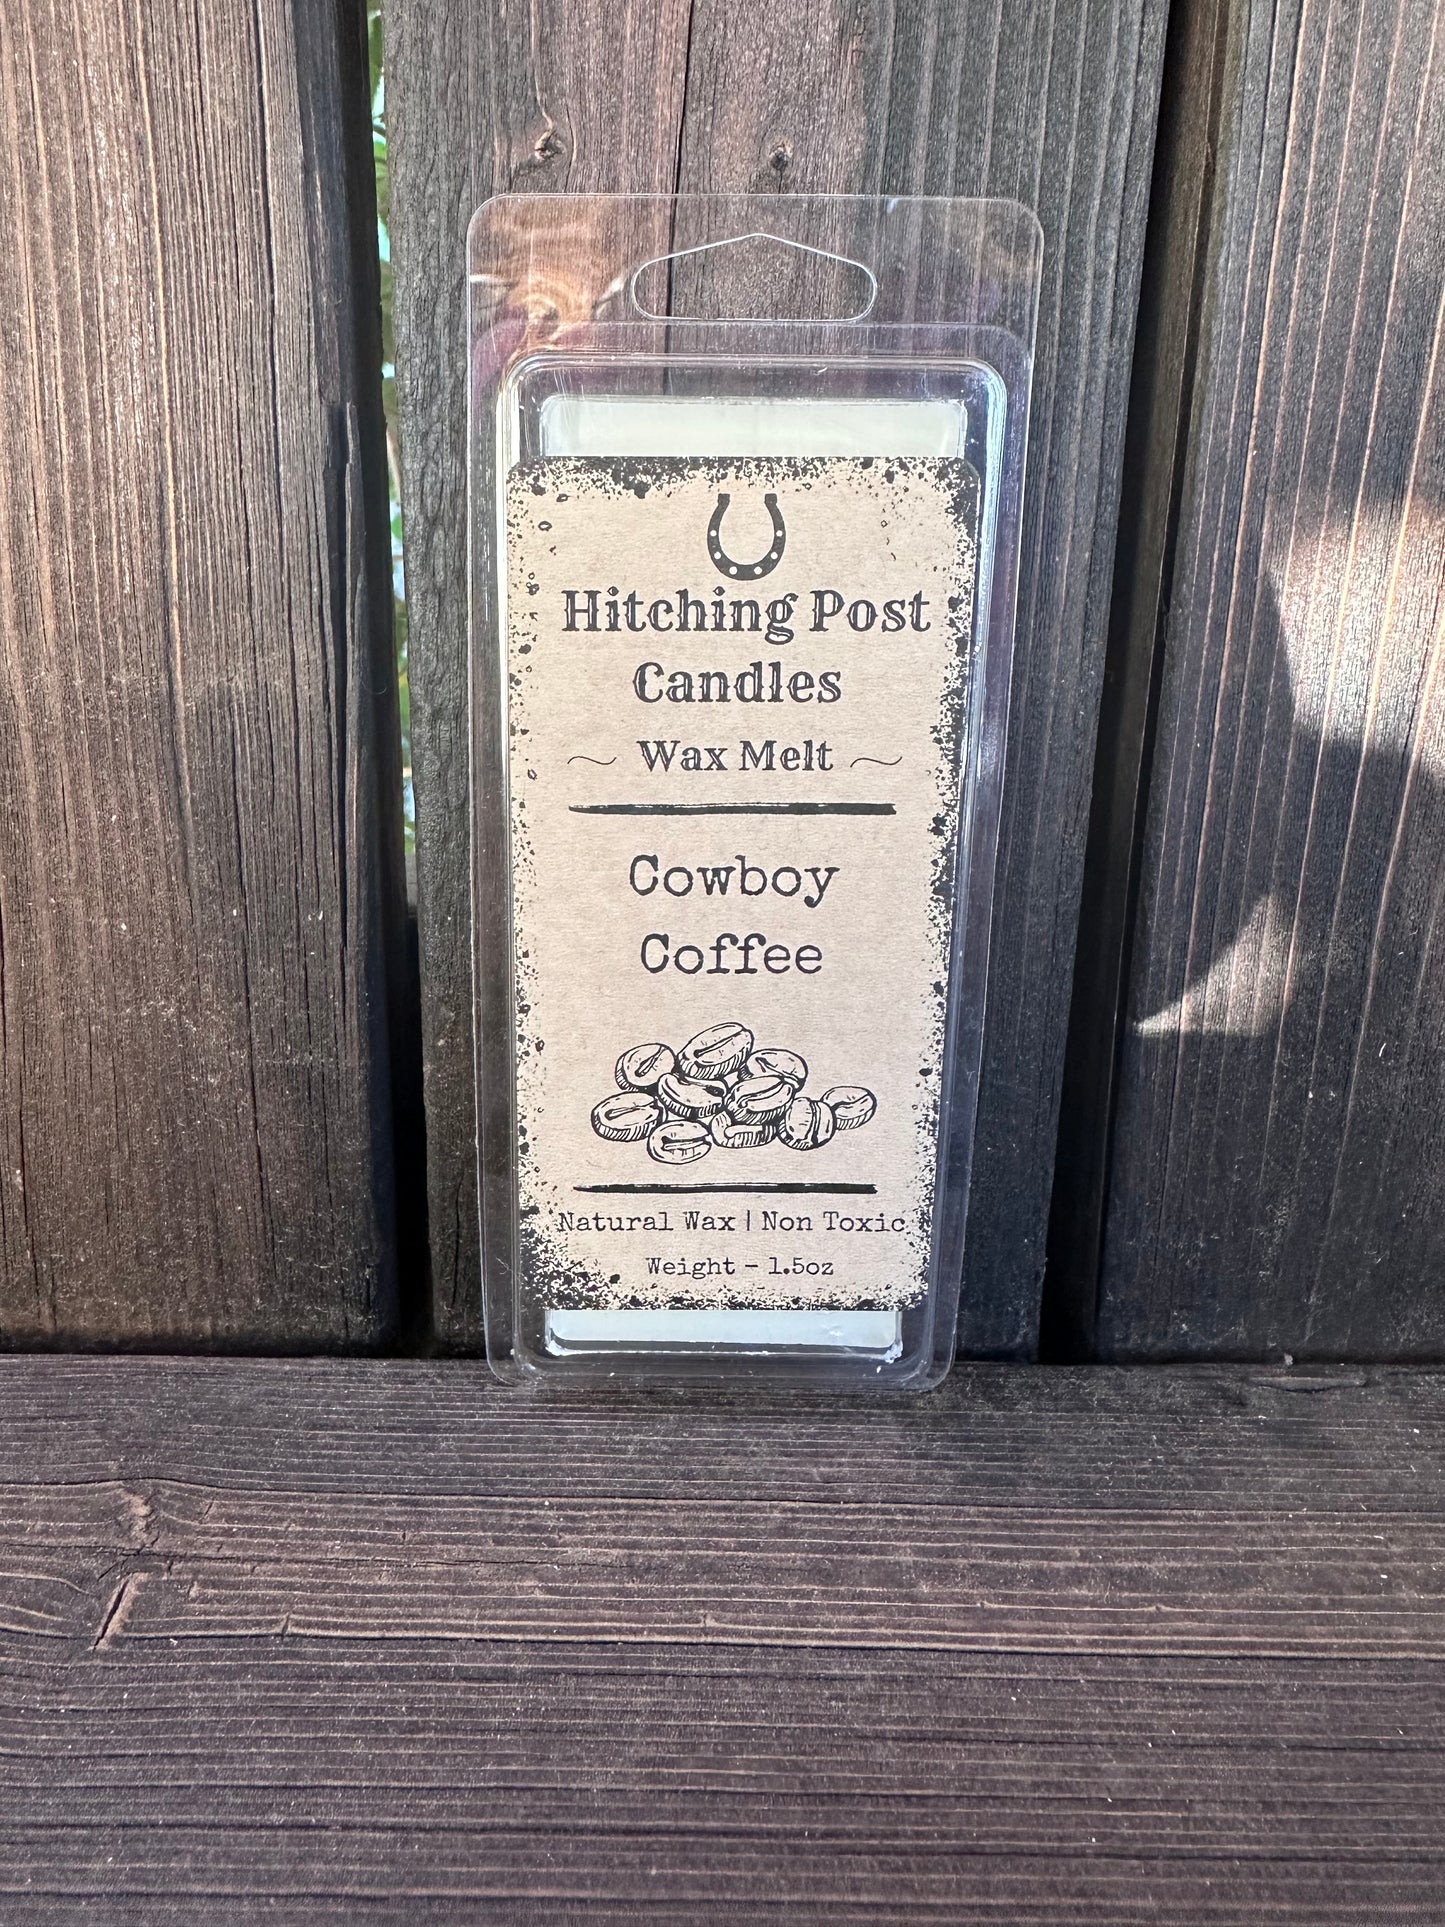 Hitching Post
Candles
~ Wax Melt ~
Cowboy
Coffee
Natural Wax | Non Toxic
Weight - 1.5oz